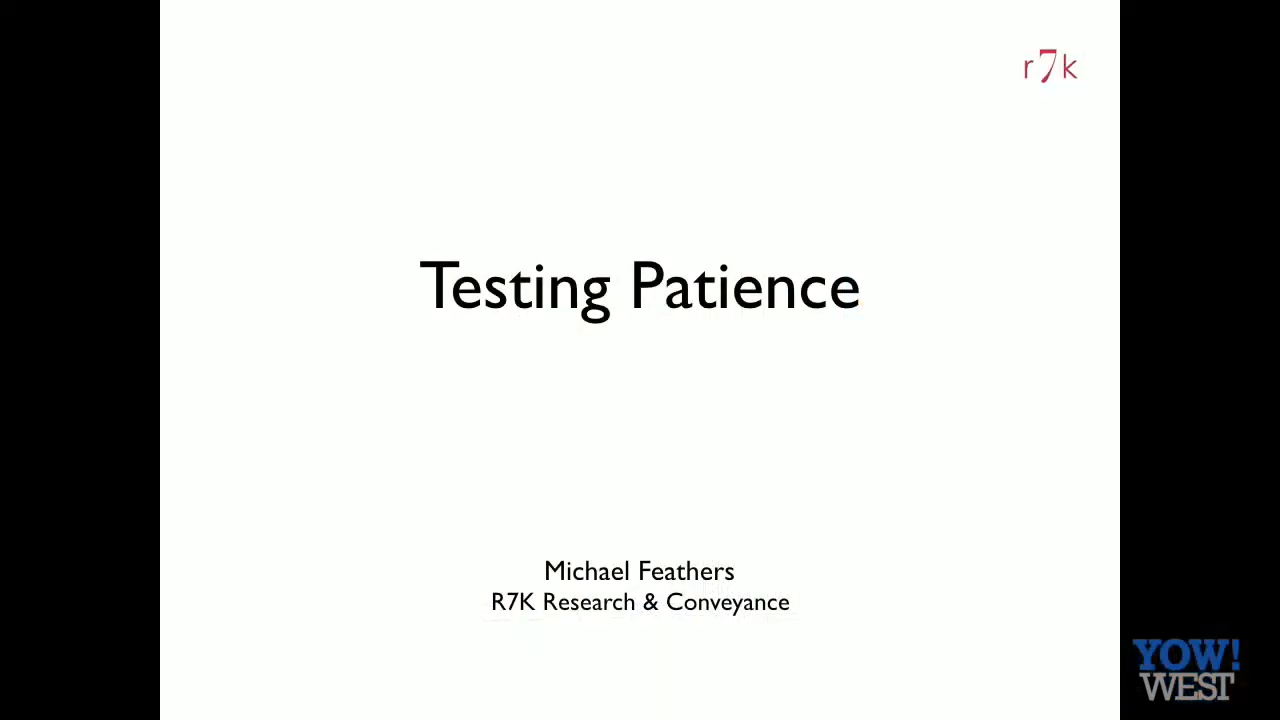 r7k
Testing Patience
Michael Feathers
R7K Research & Conveyance
YOW!
WEST